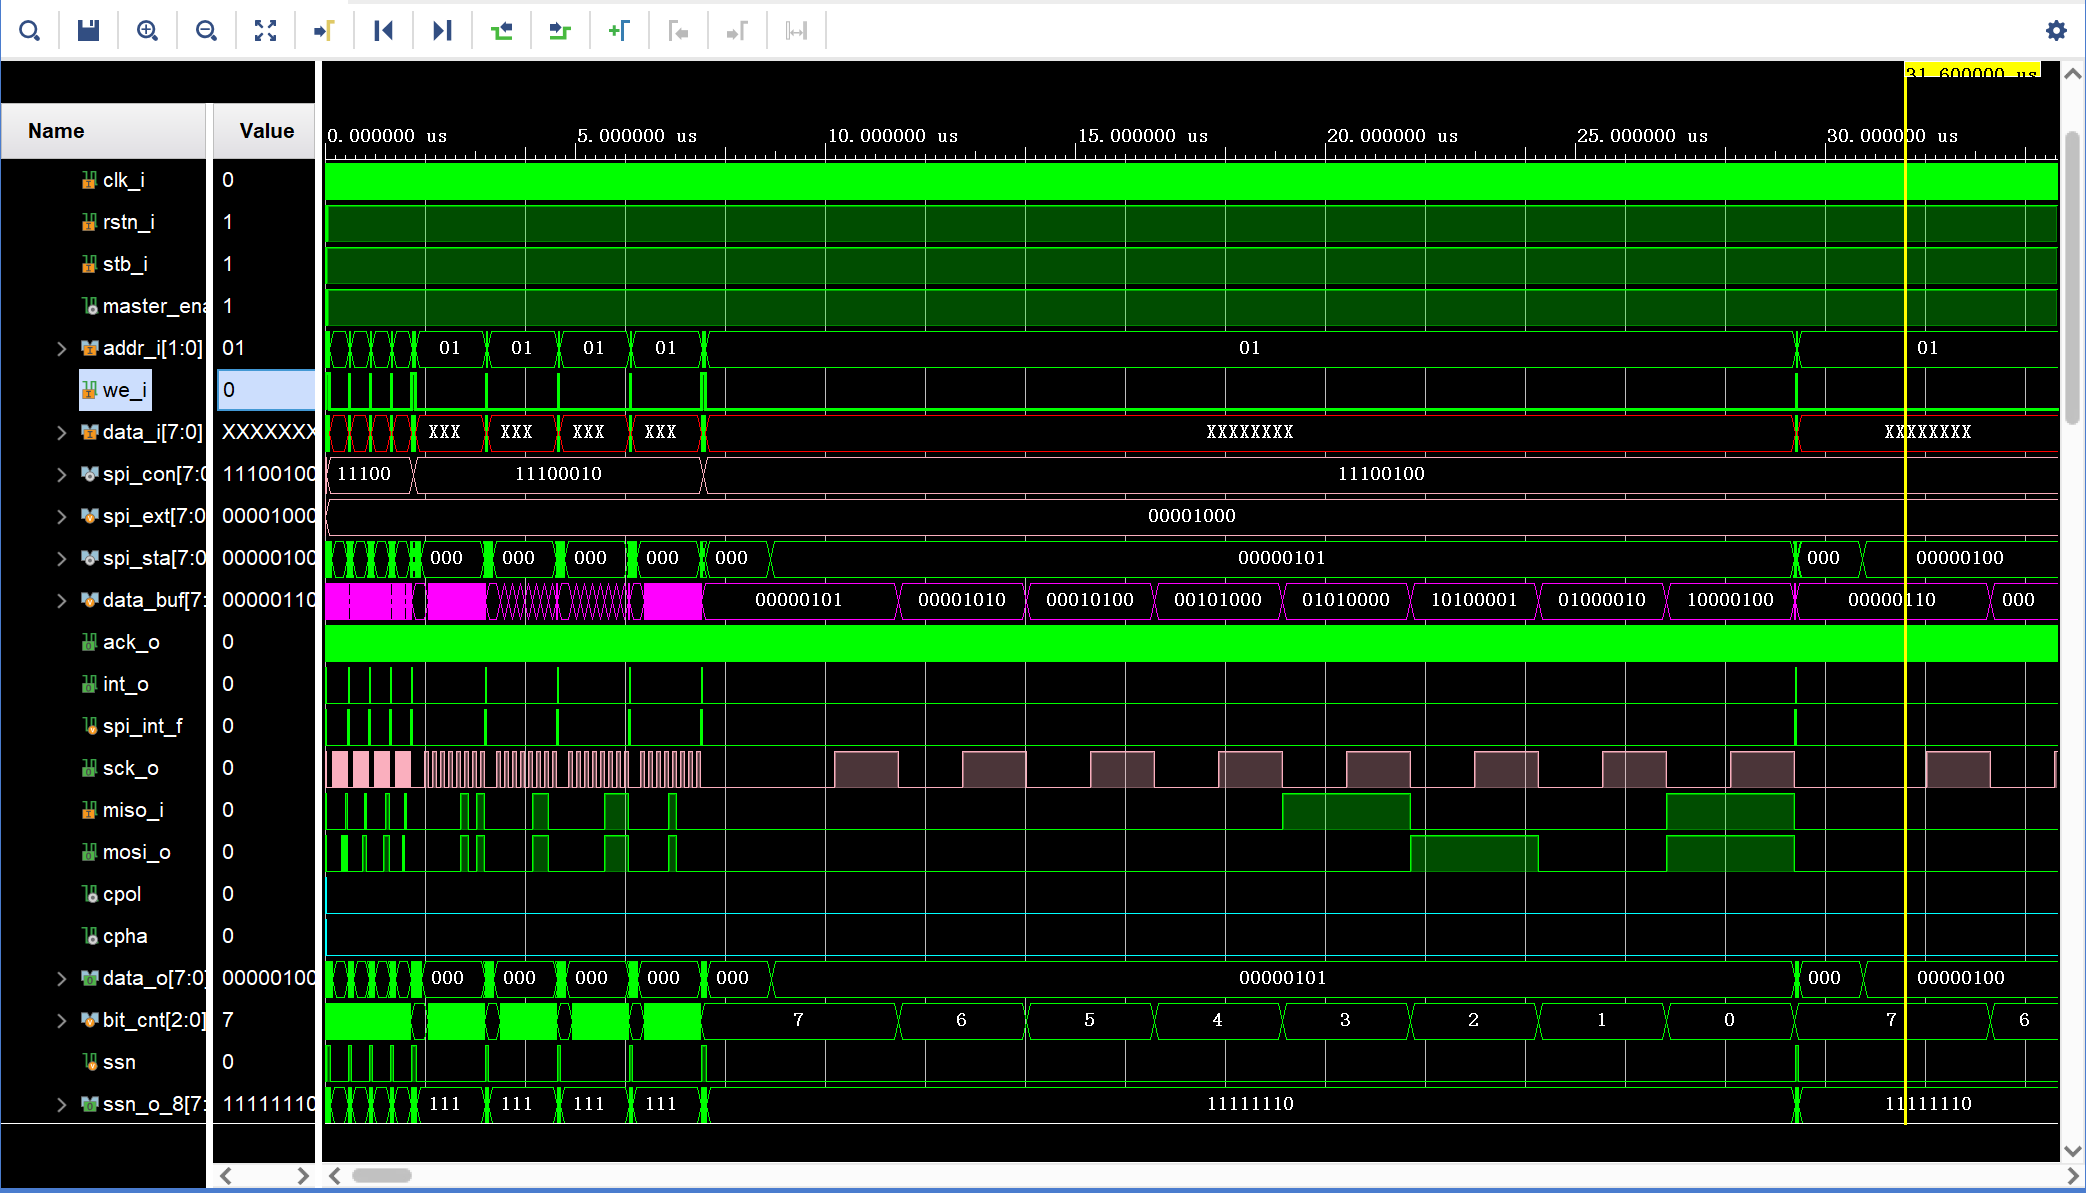 31.600000 us
Name Value
0.000000 us 5.000000 us 10.000000 us 15.000000 us 20.000000 us 25.000000 us 30.000000 us
clk_i 0
rstn_i 1
stb_i 1
master_ena 1
addr_i[1:0] 01 01 01 01 01 01 01
we_i 0
data_i[7:0] XXXXXXX XXX XXX XXX XXX XXXXXXXX XXXXXXXX
spi_con[7:0 11100100 11100 11100010 11100100
spi_ext[7:0 00001000 00001000
spi_sta[7:0 00000100 000 000 000 000 000 00000101 000 00000100
data_buf[7: 00000110 00000101 00001010 00010100 00101000 01010000 10100001 01000010 10000100 00000110 000
ack_o 0
int_o 0
spi_int_f 0
sck_o 0
miso_i 0
mosi_o 0
cpol 0
cpha 0
data_o[7:0] 00000100 000 000 000 000 000 00000101 000 00000100
bit_cnt[2:0] 7 7 6 5 4 3 2 1 0 7 6
ssn 0
ssn_o_8[7: 11111110 111 111 111 111 11111110 11111110